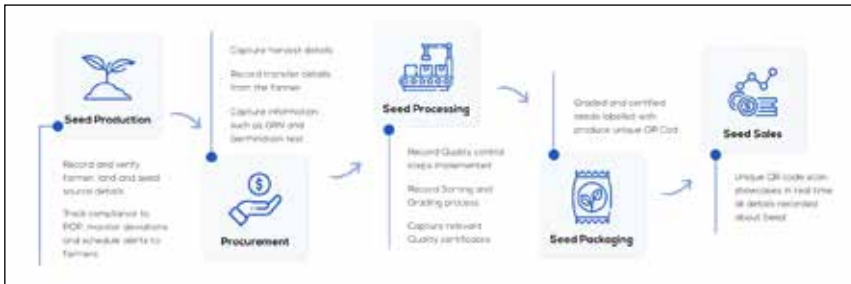 Seed Production
Record and verify
farmer, land and seed
source details
Track compliance to
POP, monitor deviations
and schedule alerts to
farmers
Capture harvest details
Record transfer details
from the farmer
Capture information
such as GRN and
Germination test
Procurement
Seed Processing
Record Quality control
steps implemented
Record Sorting and
Grading process
Capture relevant
Quality certificates
Graded and certified
seeds labelled with
produce unique QR Cod
Seed Packaging
Seed Sales
Unique QR code scan
showcases in real time
all details recorded
about Seed